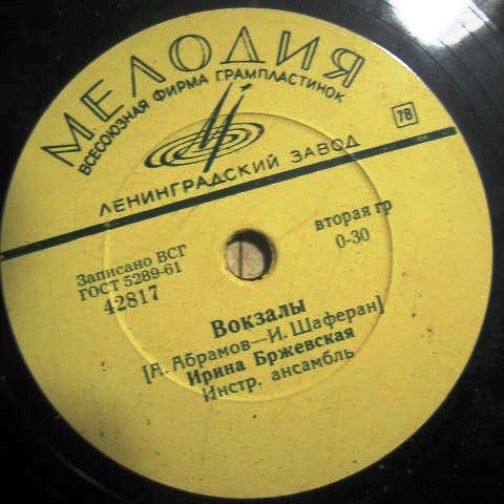 МЕЛОДИЯ
ВСЕСОЮЗНАЯ ФИРМА ГРАМПЛАСТИНОК
78
ЛЕНИНГРАДСКИЙ ЗАВОД
Записано ВСГ
ГОСТ 5289-61
42817
вторая гр
0-30
Вокзалы
[А. Абрамов—И. Шаферан]
Ирина Бржевская
Инстр. ансамбль